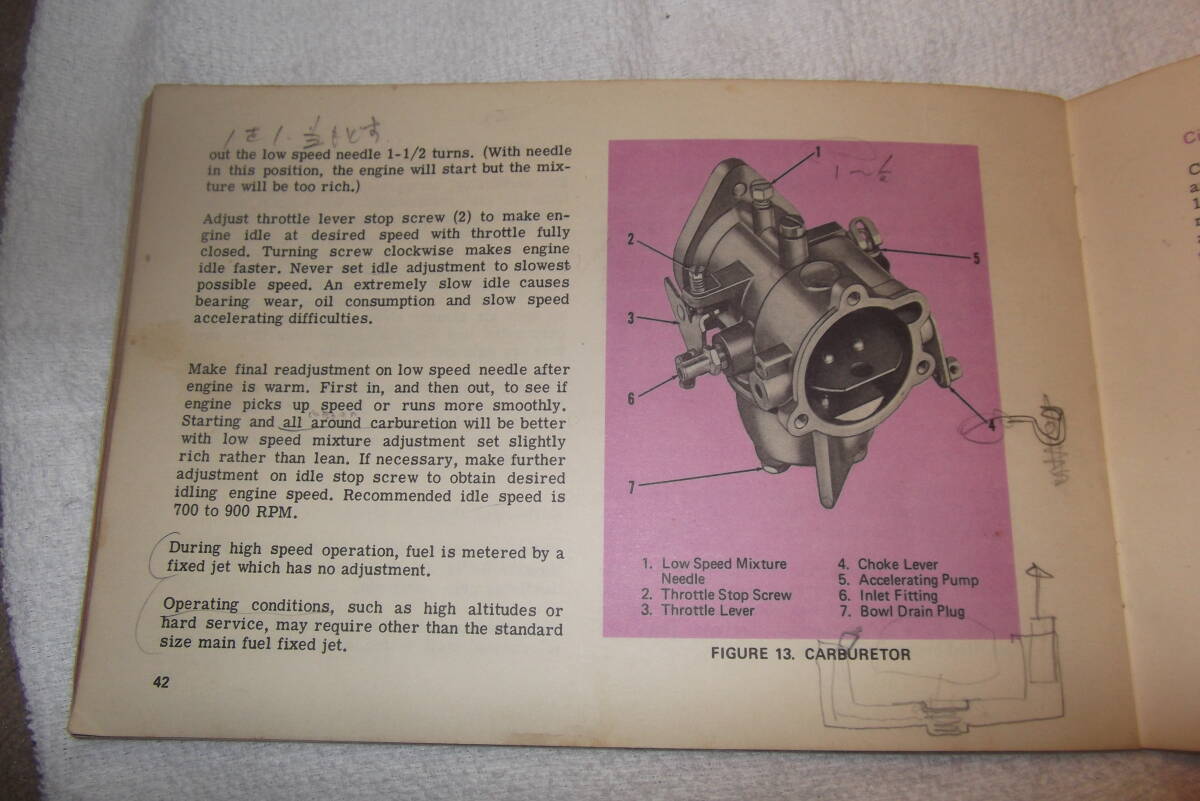 1を1.1/2もどす
out the low speed needle 1-1/2 turns. (With needle
in this position, the engine will start but the mix-
ture will be too rich.)
Adjust throttle lever stop screw (2) to make en-
gine idle at desired speed with throttle fully
closed. Turning screw clockwise makes engine
idle faster. Never set idle adjustment to slowest
possible speed. An extremely slow idle causes
bearing wear, oil consumption and slow speed
accelerating difficulties.
Make final readjustment on low speed needle after
engine is warm. First in, and then out, to see if
engine picks up speed or runs more smoothly.
Starting and all around carburetion will be better
with low speed mixture adjustment set slightly
rich rather than lean. If necessary, make further
adjustment on idle stop screw to obtain desired
idling engine speed. Recommended idle speed is
700 to 900 RPM.
During high speed operation, fuel is metered by a
fixed jet which has no adjustment.
Operating conditions, such as high altitudes or
hard service, may require other than the standard
size main fuel fixed jet.
42
1
1~1/2
2
5
3
6
4
7
1. Low Speed Mixture
Needle
2. Throttle Stop Screw
3. Throttle Lever
4. Choke Lever
5. Accelerating Pump
6. Inlet Fitting
7. Bowl Drain Plug
FIGURE 13. CARBURETOR